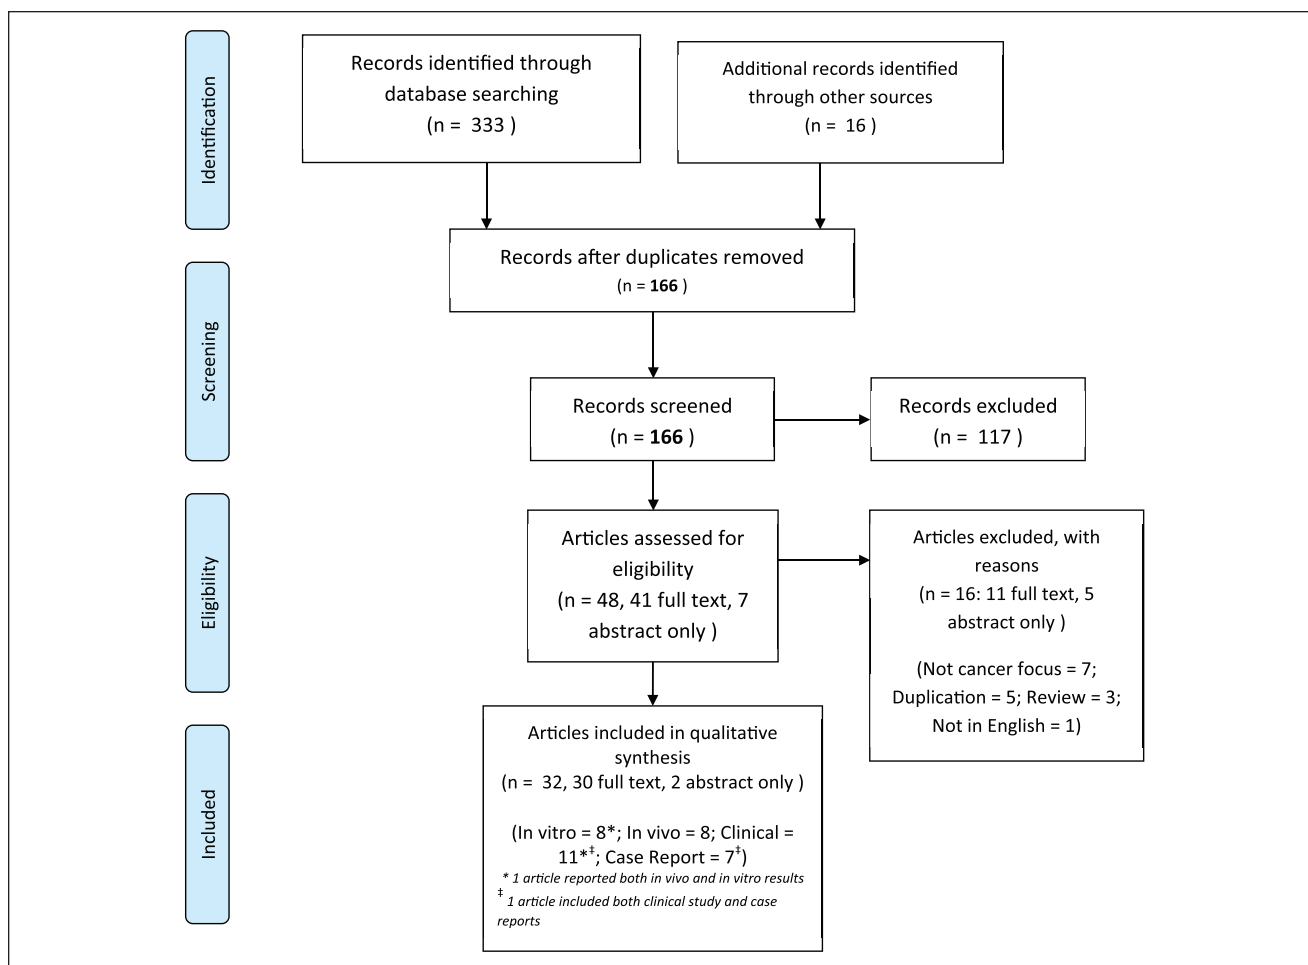 Identification
Records identified through
database searching
(n = 333 )
Additional records identified
through other sources
(n = 16 )
Records after duplicates removed
(n = 166 )
Screening
Records screened
(n = 166 )
Records excluded
(n = 117 )
Eligibility
Articles assessed for
eligibility
(n = 48, 41 full text, 7
abstract only )
Articles excluded, with
reasons
(n = 16: 11 full text, 5
abstract only )
(Not cancer focus = 7;
Duplication = 5; Review = 3;
Not in English = 1)
Included
Articles included in qualitative
synthesis
(n = 32, 30 full text, 2 abstract only )
(In vitro = 8*; In vivo = 8; Clinical =
11*‡; Case Report = 7‡)
* 1 article reported both in vivo and in vitro results
‡ 1 article included both clinical study and case
reports